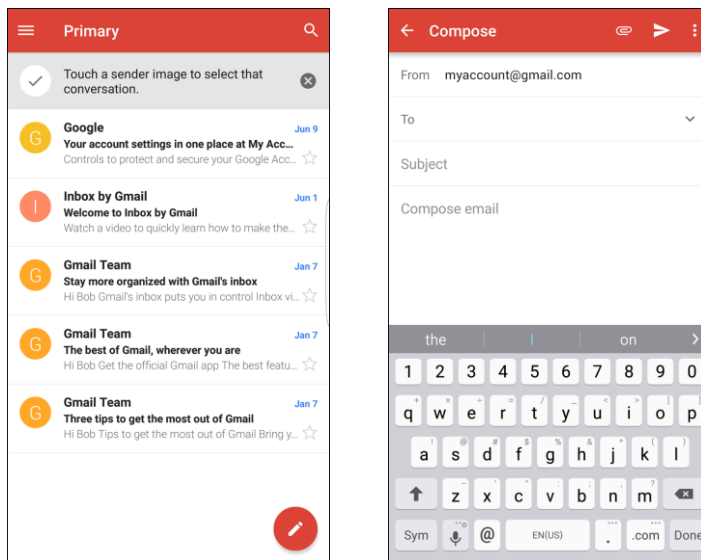 Primary
Touch a sender image to select that
conversation.
G
Google
Jun 9
Your account settings in one place at My Acc...
Controls to protect and secure your Google Acc...
I
Inbox by Gmail
Jun 1
Welcome to Inbox by Gmail
Watch a video to quickly learn how to make the...
G
Gmail Team
Jan 7
Stay more organized with Gmail's inbox
Hi Bob Gmail's inbox puts you in control Inbox vi...
G
Gmail Team
Jan 7
The best of Gmail, wherever you are
Hi Bob Get the official Gmail app The best featu...
G
Gmail Team
Jan 7
Three tips to get the most out of Gmail
Hi Bob Tips to get the most out of Gmail Bring y...
Compose
From myaccount@gmail.com
To
Subject
Compose email
the I on
1 2 3 4 5 6 7 8 9 0
q w e r t y u i o p
a s d f g h j k l
z x c v b n m
Sym @ EN(US) . .com Done